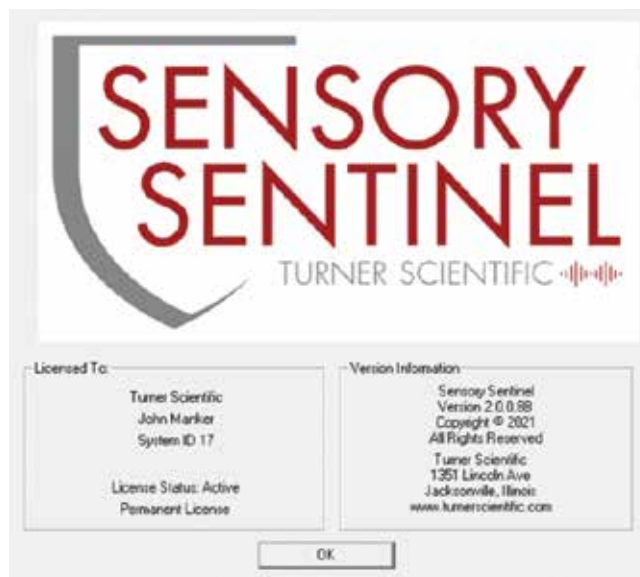 SENSORY
SENTINEL
TURNER SCIENTIFIC
Licensed To:
Turner Scientific
John Manker
System ID 17
License Status: Active
Permanent License
Version Information
Sensory Sentinel
Version 2.0.0.88
Copyright © 2021
All Rights Reserved
Turner Scientific
1351 Lincoln Ave
Jacksonville, Illinois
www.turnerscientific.com
OK